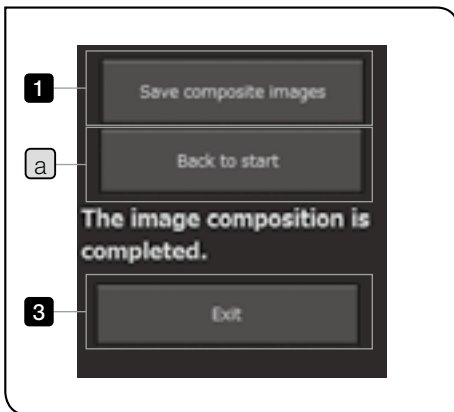 1 Save composite images
a Back to start
The image composition is
completed.
3 Exit